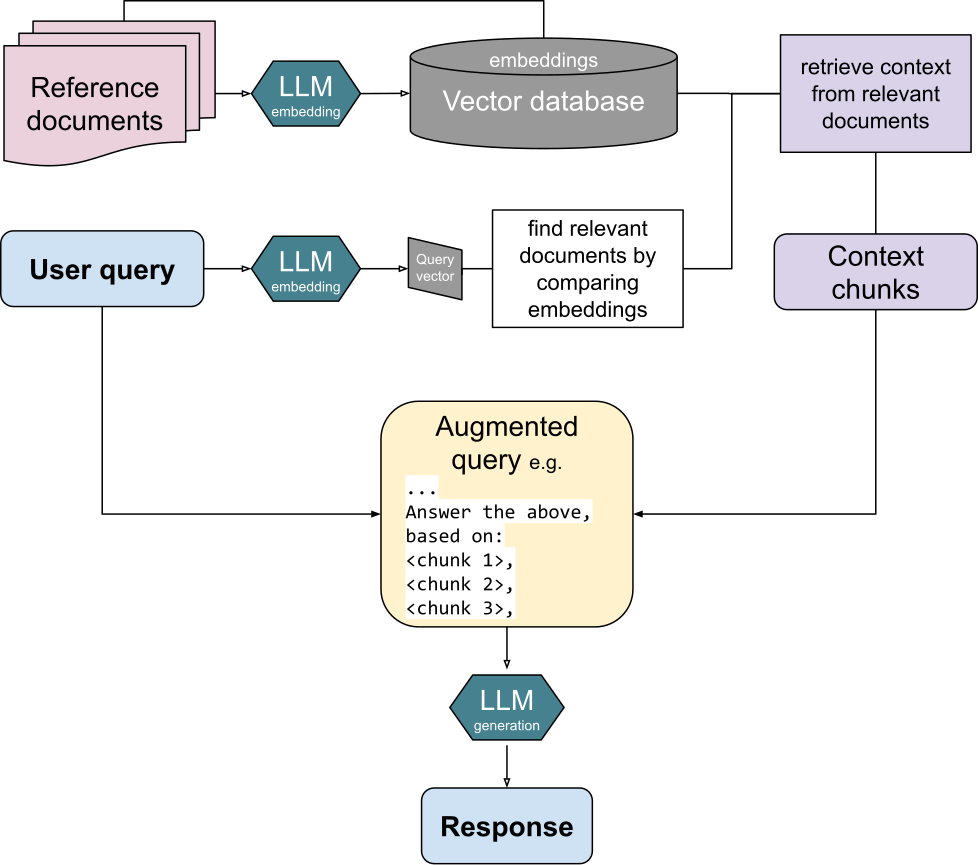 Reference
documents
LLM
embedding
embeddings
Vector database
retrieve context
from relevant
documents
User query
LLM
embedding
Query
vector
find relevant
documents by
comparing
embeddings
Context
chunks
Augmented
query e.g.
...
Answer the above,
based on:
<chunk 1>,
<chunk 2>,
<chunk 3>,
LLM
generation
Response